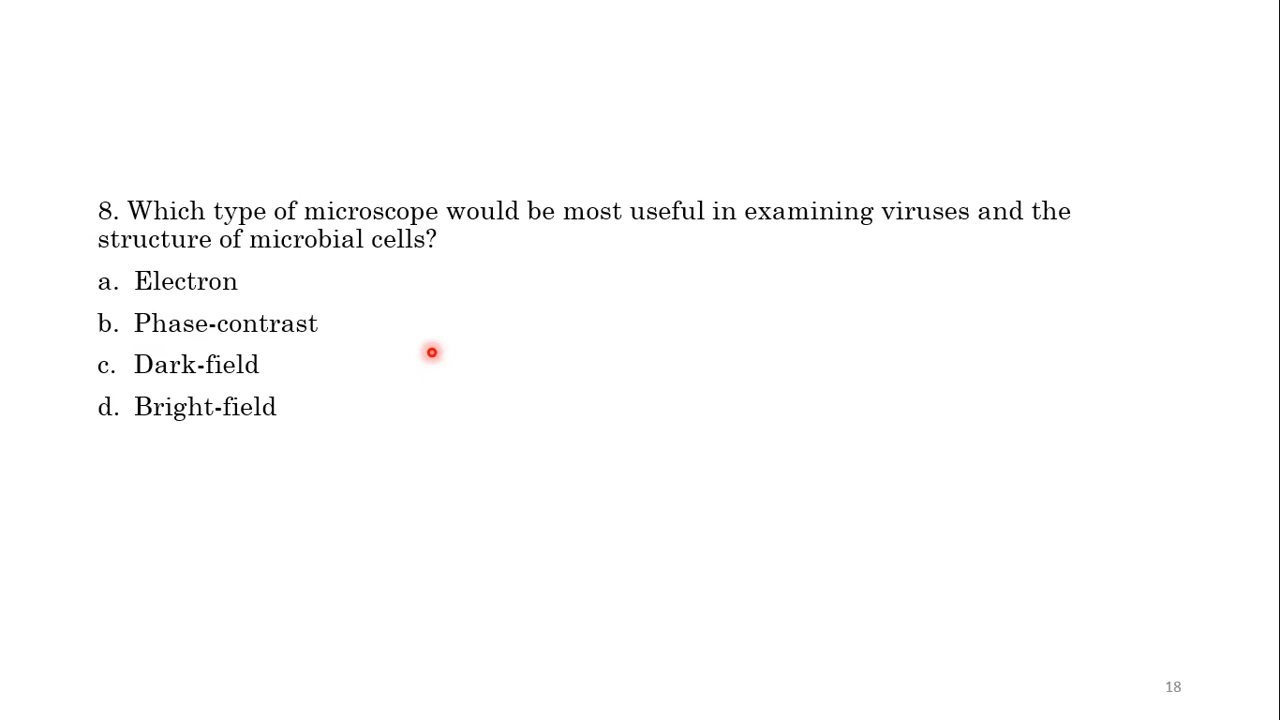 8. Which type of microscope would be most useful in examining viruses and the
structure of microbial cells?
a. Electron
b. Phase-contrast
c. Dark-field
d. Bright-field
18